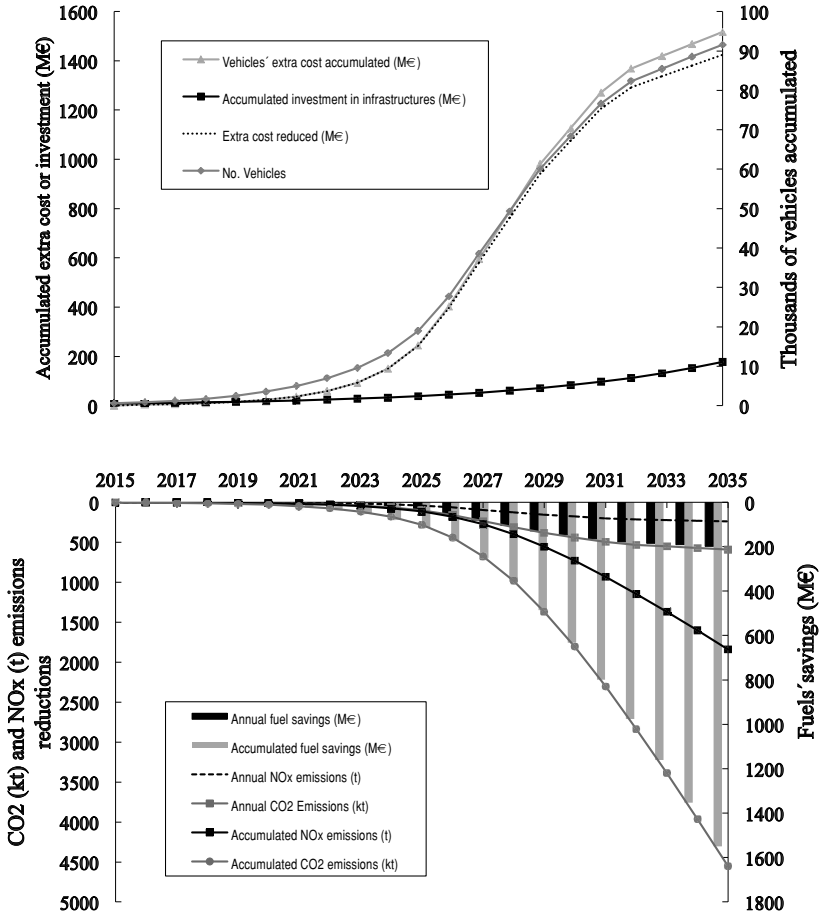 Accumulated extra cost or investment (M€)
1600
1400
1200
1000
800
600
400
200
0
Vehicles´ extra cost accumulated (M€)
Accumulated investment in infrastructures (M€)
Extra cost reduced (M€)
No. Vehicles
100
90
80
70
60
50
40
30
20
10
0
Thousands of vehicles accumulated
2015 2017 2019 2021 2023 2025 2027 2029 2031 2033 2035
CO2 (kt) and NOx (t) emissions
reductions
0
500
1000
1500
2000
2500
3000
3500
4000
4500
5000
Annual fuel savings (M€)
Accumulated fuel savings (M€)
Annual NOx emissions (t)
Annual CO2 Emissions (kt)
Accumulated NOx emissions (t)
Accumulated CO2 emissions (kt)
0
200
400
600
800
1000
1200
1400
1600
1800
Fuels´savings (M€)